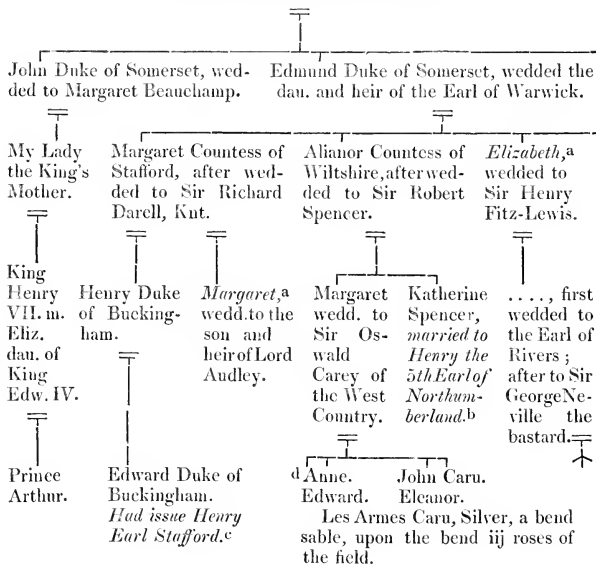 John Duke of Somerset, wed-
ded to Margaret Beauchamp.
Edmund Duke of Somerset, wedded the
dau. and heir of the Earl of Warwick.
My Lady
the King's
Mother.
Margaret Countess of
Stafford, after wed-
ded to Sir Richard
Darell, Knt.
Alianor Countess of
Wiltshire, after wed-
ded to Sir Robert
Spencer.
Elizabeth,a
wedded to
Sir Henry
Fitz-Lewis.
King
Henry
VII. m.
Eliz.
dau. of
King
Edw. IV.
Henry Duke
of Bucking-
ham.
Margaret,a
wedd. to the
son and
heir of Lord
Audley.
Margaret
wedd. to
Sir Os-
wald
Carey of
the West
Country.
Katherine
Spencer,
married to
Henry the
5th Earl of
Northum-
berland.b
...., first
wedded to
the Earl of
Rivers;
after to Sir
George Ne-
ville the
bastard.
Prince
Arthur.
Edward Duke of
Buckingham.
Had issue Henry
Earl Stafford.c
d Anne.
Edward.
John Caru.
Eleanor.
Les Armes Caru, Silver, a bend
sable, upon the bend iij roses of
the field.